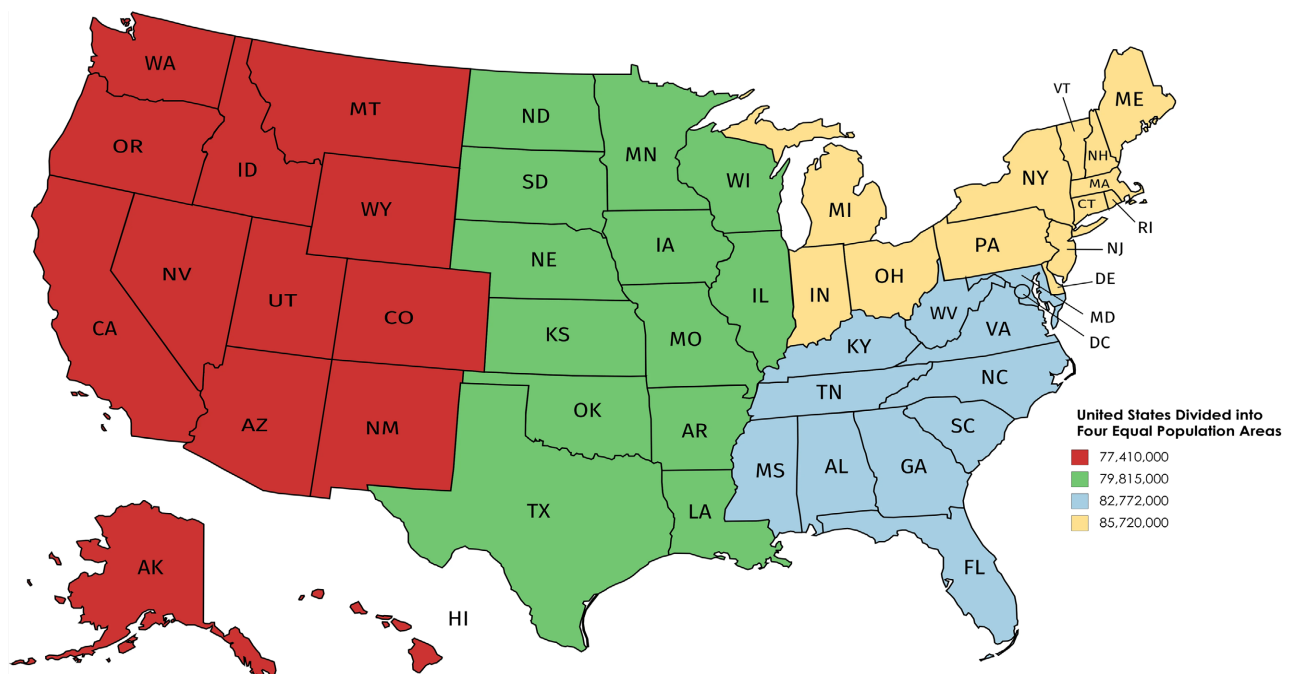 WA
MT
ND
MN
VT
ME
OR
ID
SD
WI
NH
NY
MA
WY
MI
CT
RI
IA
PA
NJ
NV
NE
OH
DE
UT
IL
IN
CO
MD
CA
KS
MO
WV
VA
DC
KY
NC
TN
OK
AZ
NM
AR
SC
MS
AL
GA
TX
LA
AK
FL
HI
United States Divided into
Four Equal Population Areas
77,410,000
79,815,000
82,772,000
85,720,000